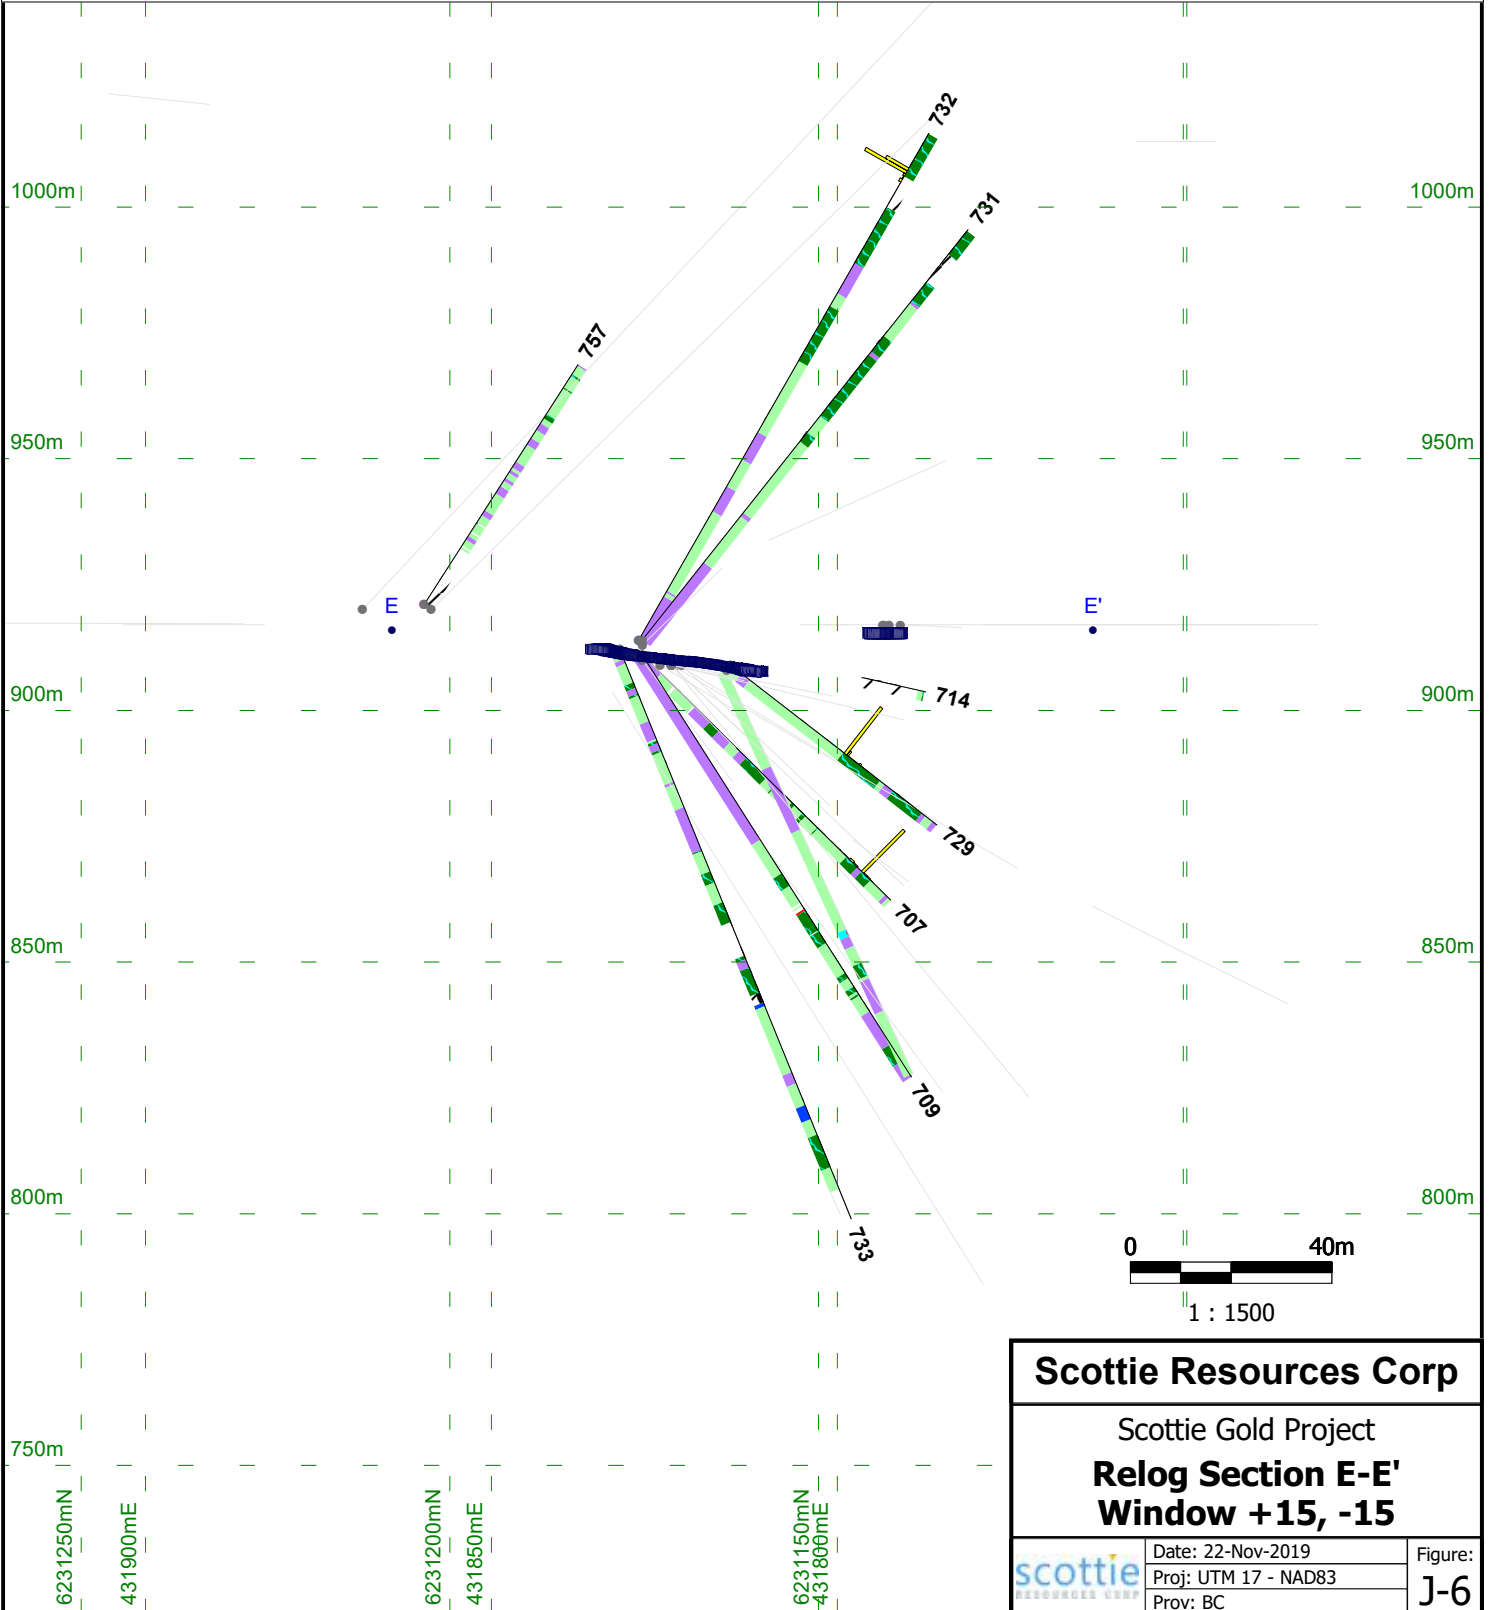 732
1000m
1000m
731
757
950m
950m
E
E'
900m
714
900m
729
707
850m
850m
709
800m
800m
733
0 40m
1 : 1500
Scottie Resources Corp
Scottie Gold Project
750m
Relog Section E-E'
Window +15, -15
6231250mN
431900mE
6231200mN
431850mE
6231150mN
431800mE
scottie
RESOURCES CORP
Date: 22-Nov-2019
Proj: UTM 17 - NAD83
Prov: BC
Figure:
J-6